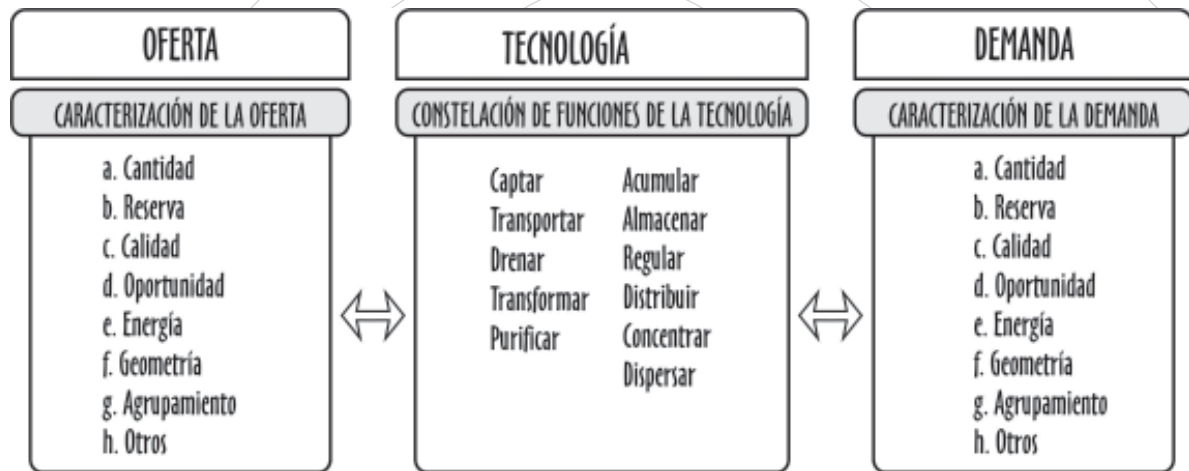 OFERTA
CARACTERIZACIÓN DE LA OFERTA
a. Cantidad
b. Reserva
c. Calidad
d. Oportunidad
e. Energía
f. Geometría
g. Agrupamiento
h. Otros
TECNOLOGÍA
CONSTELACIÓN DE FUNCIONES DE LA TECNOLOGÍA
Captar
Transportar
Drenar
Transformar
Purificar
Acumular
Almacenar
Regular
Distribuir
Concentrar
Dispersar
DEMANDA
CARACTERIZACIÓN DE LA DEMANDA
a. Cantidad
b. Reserva
c. Calidad
d. Oportunidad
e. Energía
f. Geometría
g. Agrupamiento
h. Otros